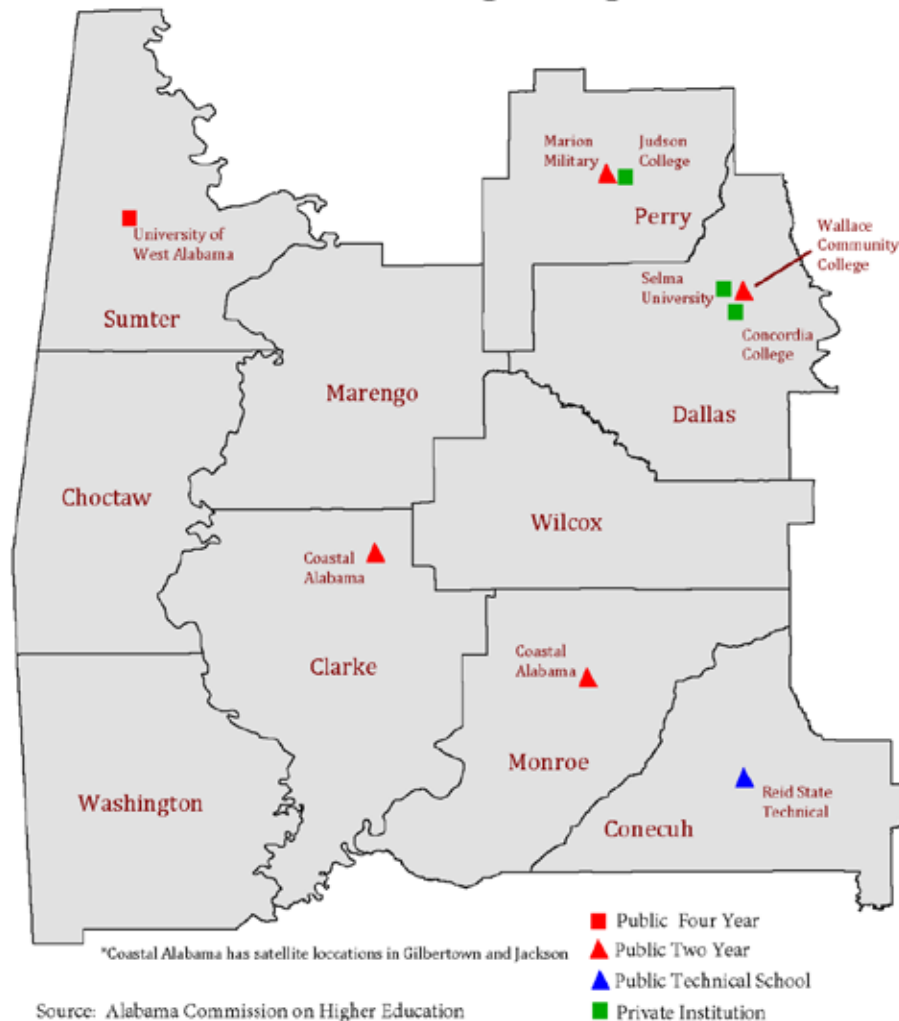 Marion
Military
Judson
College
Perry
Wallace
Community
College
University of
West Alabama
Sumter
Selma
University
Concordia
College
Marengo
Dallas
Choctaw
Wilcox
Coastal
Alabama
Clarke
Coastal
Alabama
Monroe
Washington
Reid State
Technical
Conecuh
Public Four Year
*Coastal Alabama has satellite loccations in Gilbertown and Jackson
Public Two Year
Public Technical School
Source: Alabama Commission on Higher Education
Private Institution